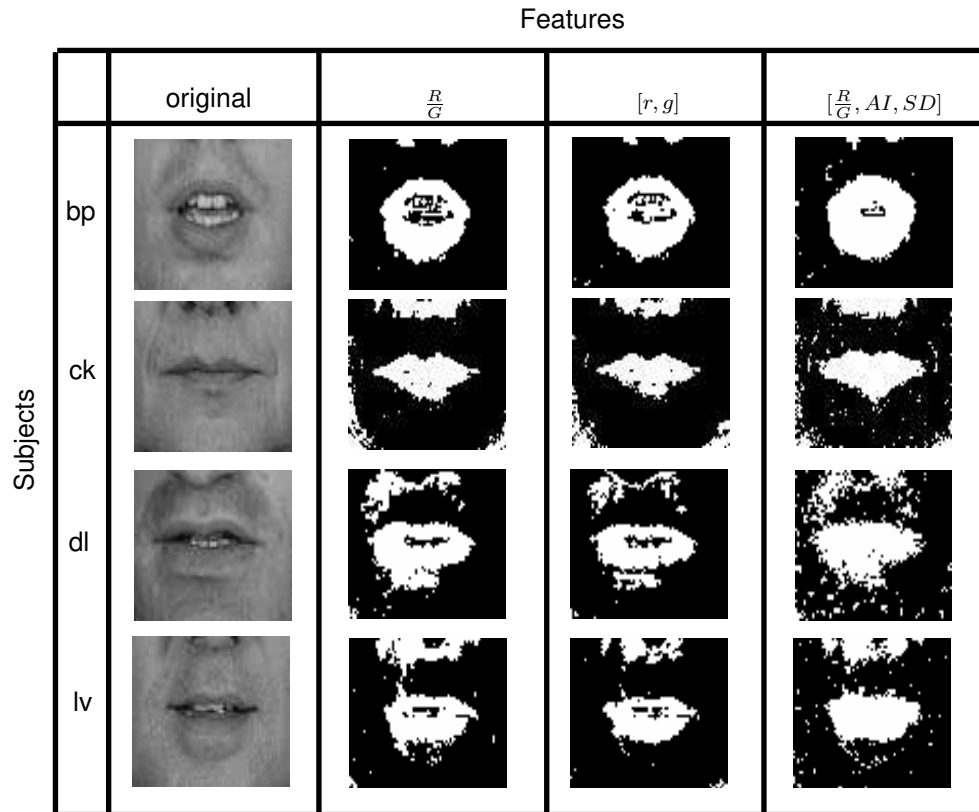 Features
original R/G [r, g] [R/G, AI, SD]
Subjects
bp
ck
dl
lv